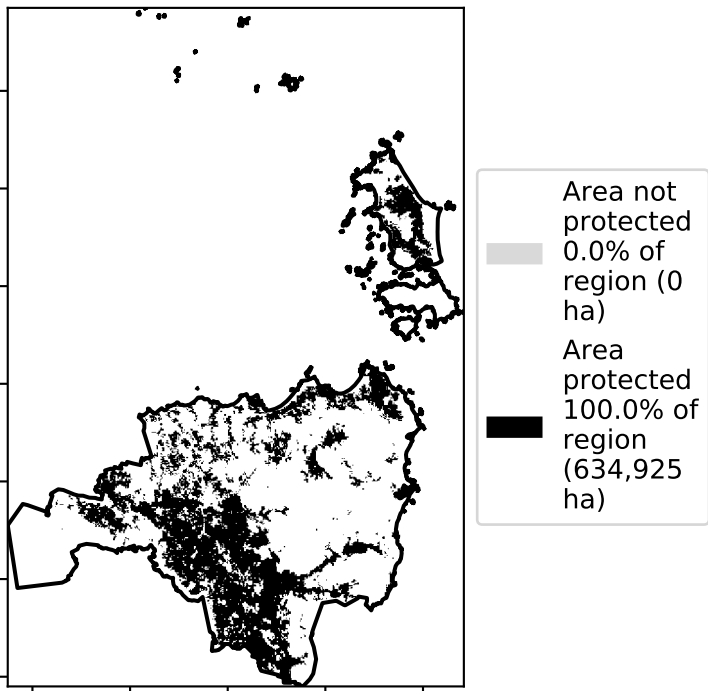 Area not
protected
0.0% of
region (0
ha)
Area
protected
100.0% of
region
(634,925
ha)